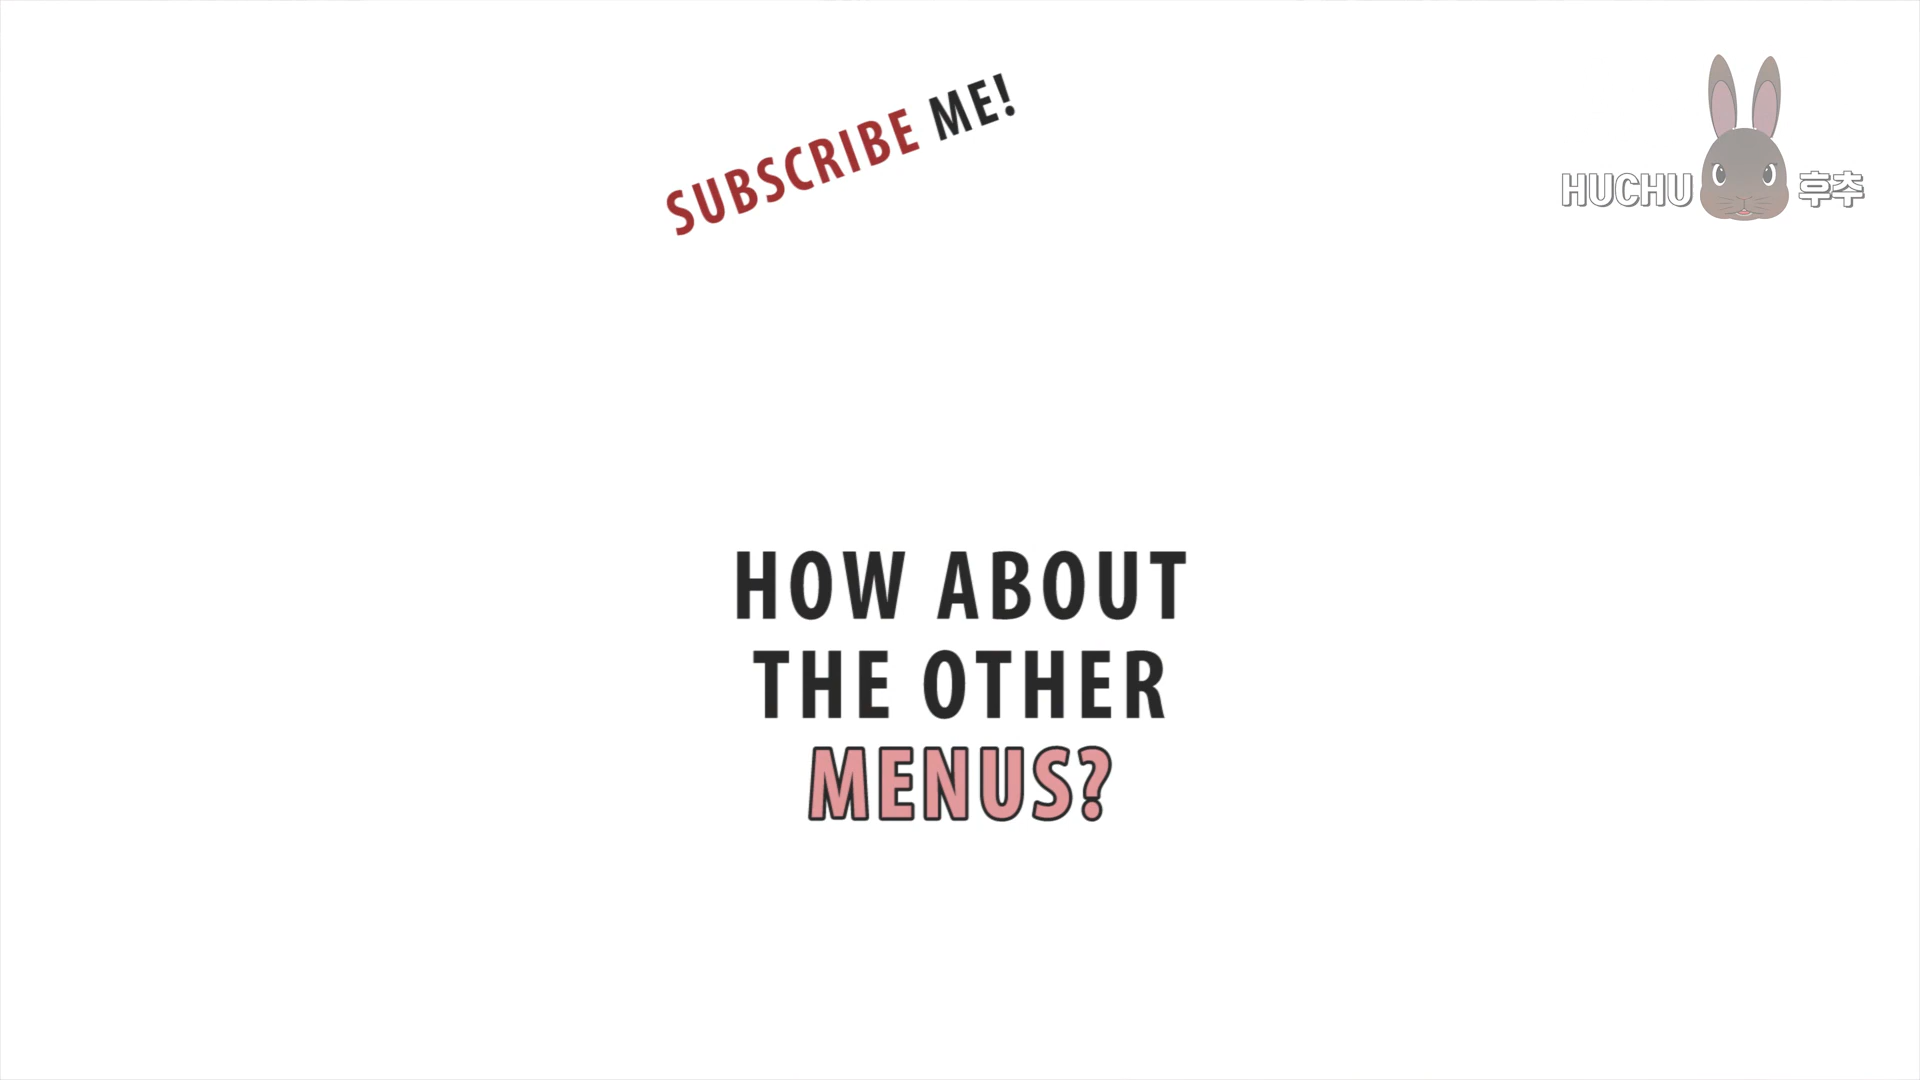 SUBSCRIBE ME!
HUCHU 후추
HOW ABOUT
THE OTHER
MENUS?